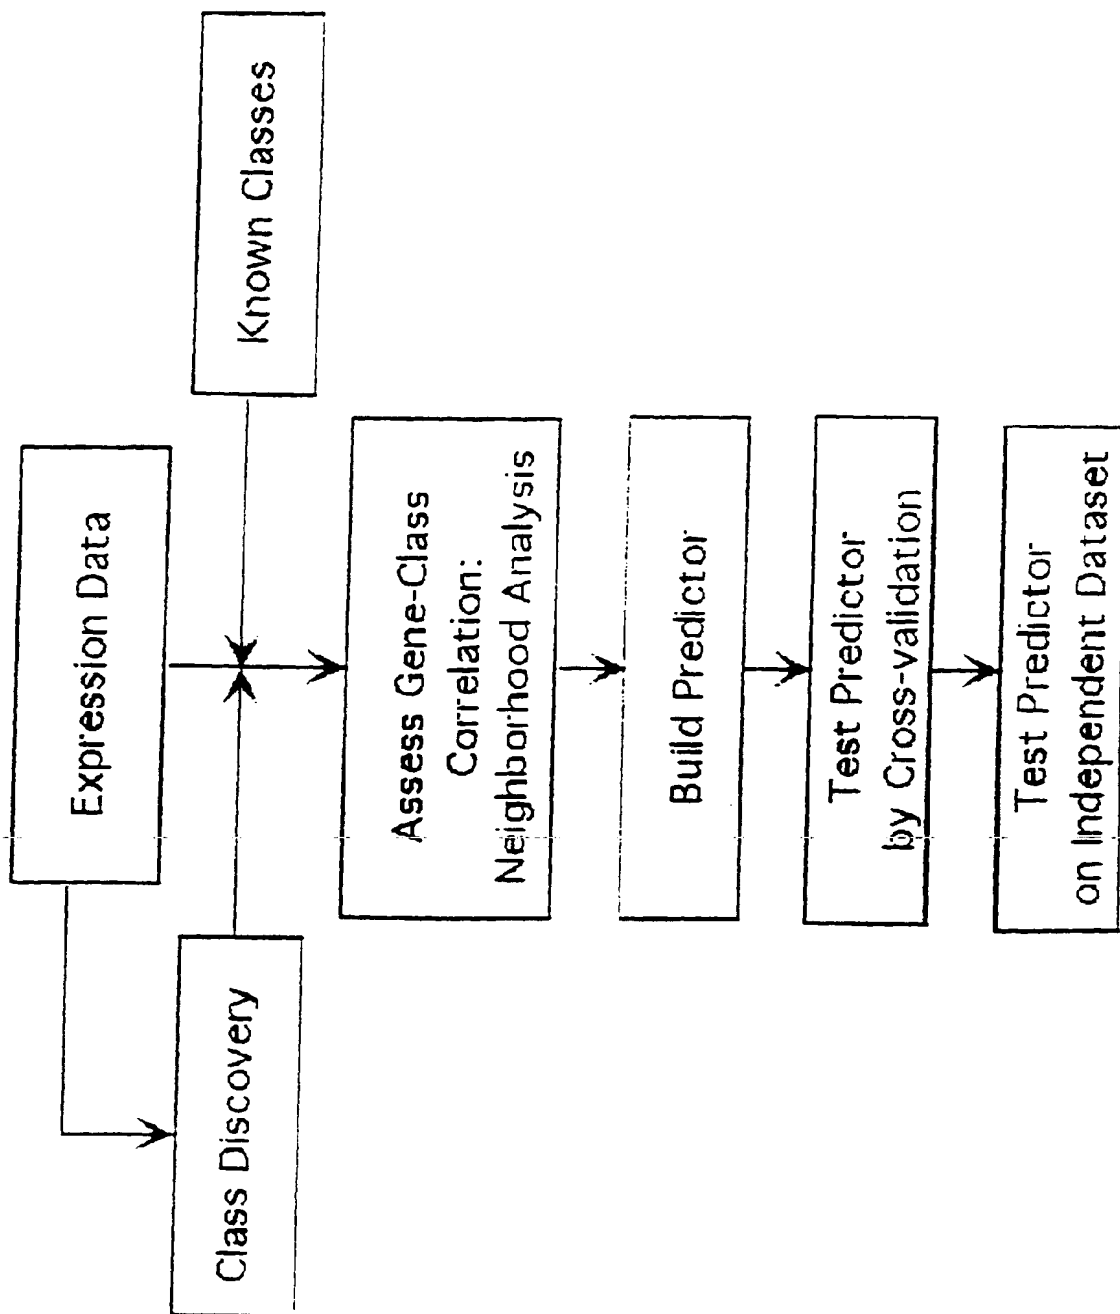 Expression Data
Class Discovery
Known Classes
Assess Gene-Class
Correlation:
Neighborhood Analysis
Build Predictor
Test Predictor
by Cross-validation
Test Predictor
on Independent Dataset